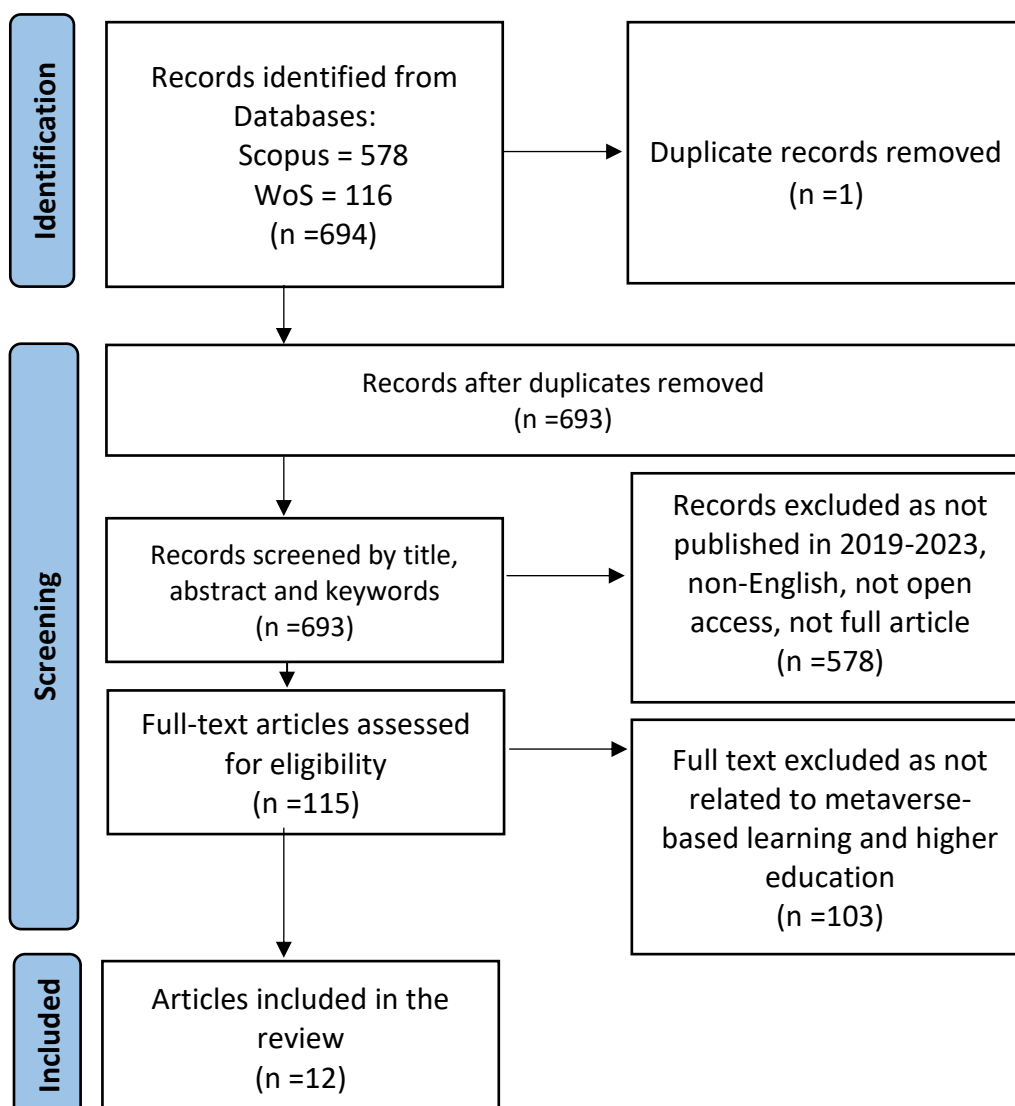 Identification
Records identified from
Databases:
Scopus = 578
WoS = 116
(n =694)
Duplicate records removed
(n =1)
Screening
Records after duplicates removed
(n =693)
Records screened by title,
abstract and keywords
(n =693)
Records excluded as not
published in 2019-2023,
non-English, not open
access, not full article
(n =578)
Full-text articles assessed
for eligibility
(n =115)
Full text excluded as not
related to metaverse-
based learning and higher
education
(n =103)
Included
Articles included in the
review
(n =12)